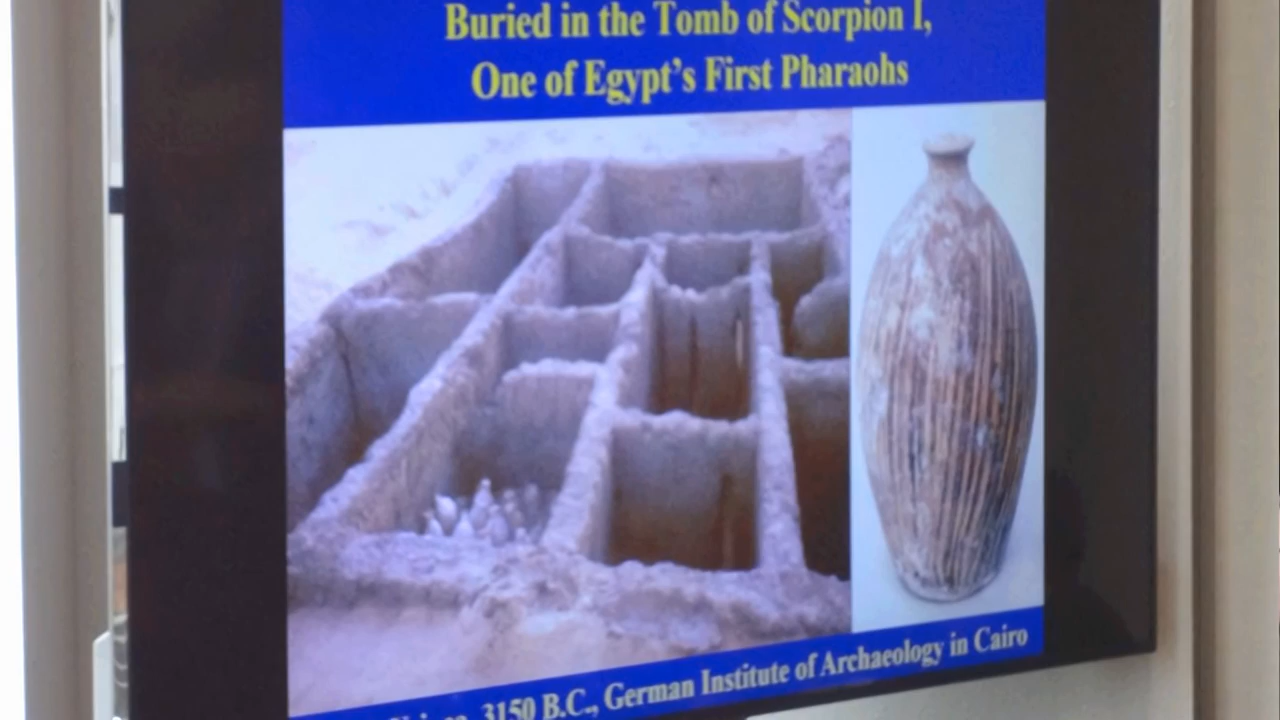 Buried in the Tomb of Scorpion I,
One of Egypt's First Pharaohs
3150 B.C., German Institute of Archaeology in Cairo